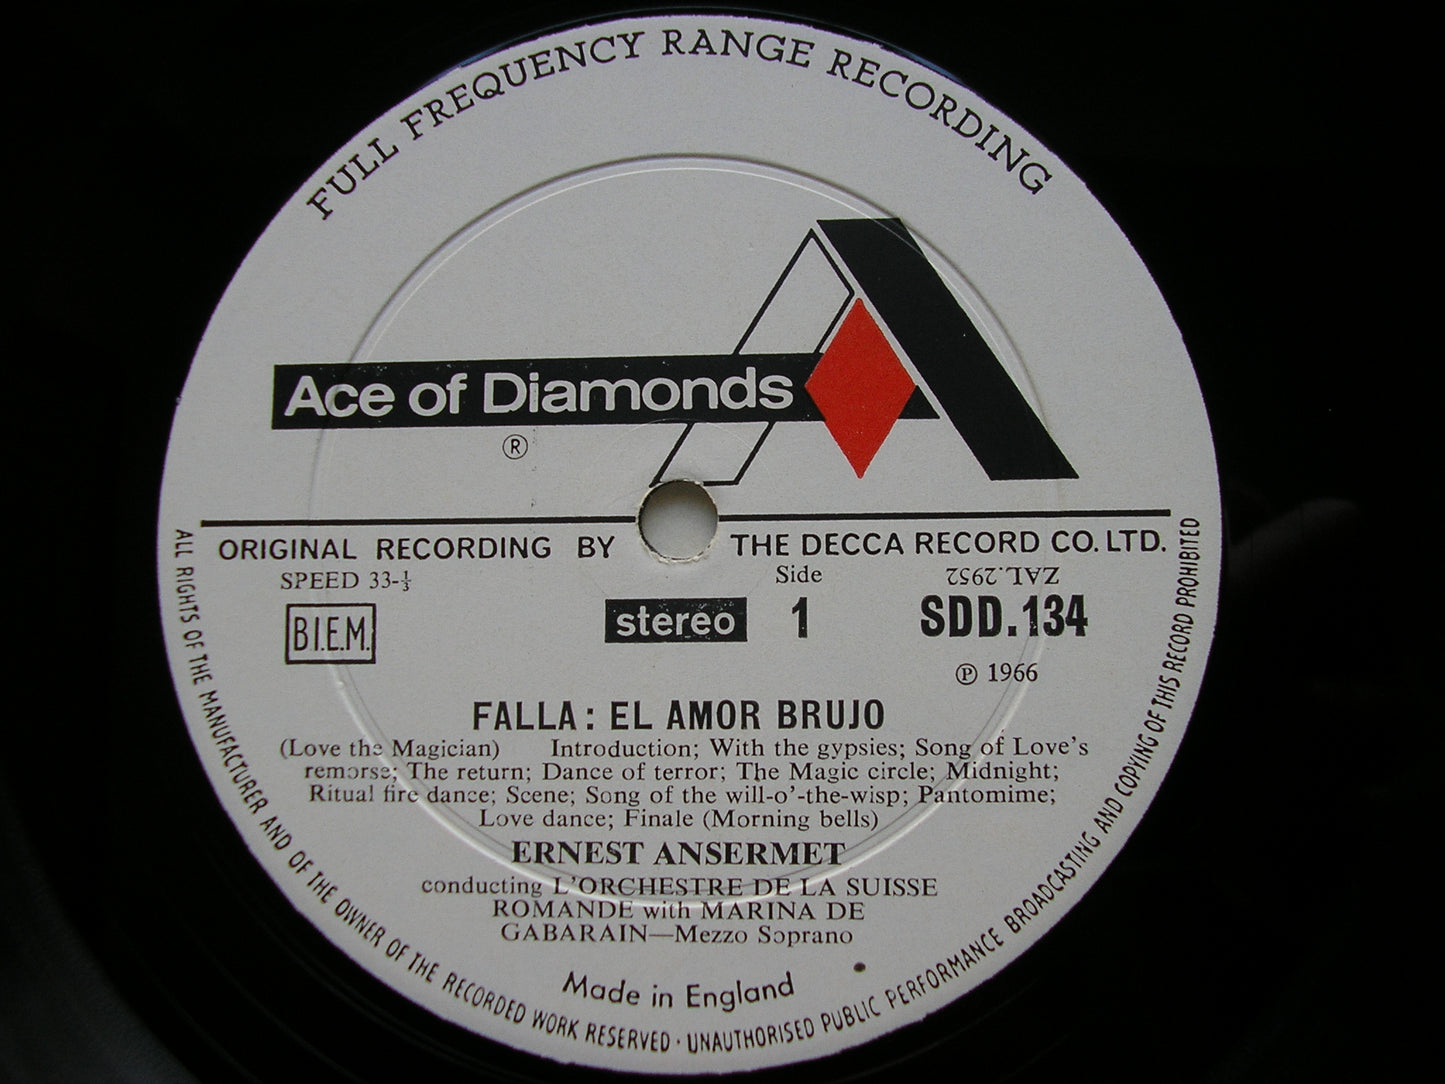 FULL FREQUENCY RANGE RECORDING
Ace of Diamonds
®
ORIGINAL RECORDING BY THE DECCA RECORD CO. LTD.
SPEED 33-⅓
Side
ZAL.2952
B.I.E.M.
stereo
1
SDD.134
℗ 1966
FALLA: EL AMOR BRUJO
(Love the Magician) Introduction; With the gypsies; Song of Love's
remorse; The return; Dance of terror; The Magic circle; Midnight;
Ritual fire dance; Scene; Song of the will-o'-the-wisp; Pantomime;
Love dance; Finale (Morning bells)
ERNEST ANSERMET
conducting L'ORCHESTRE DE LA SUISSE
ROMANDE with MARINA DE
GABARAIN—Mezzo Soprano
Made in England
ALL RIGHTS OF THE MANUFACTURER AND OF THE OWNER OF THE RECORDED WORK RESERVED · UNAUTHORISED PUBLIC PERFORMANCE BROADCASTING AND COPYING OF THIS RECORD PROHIBITED